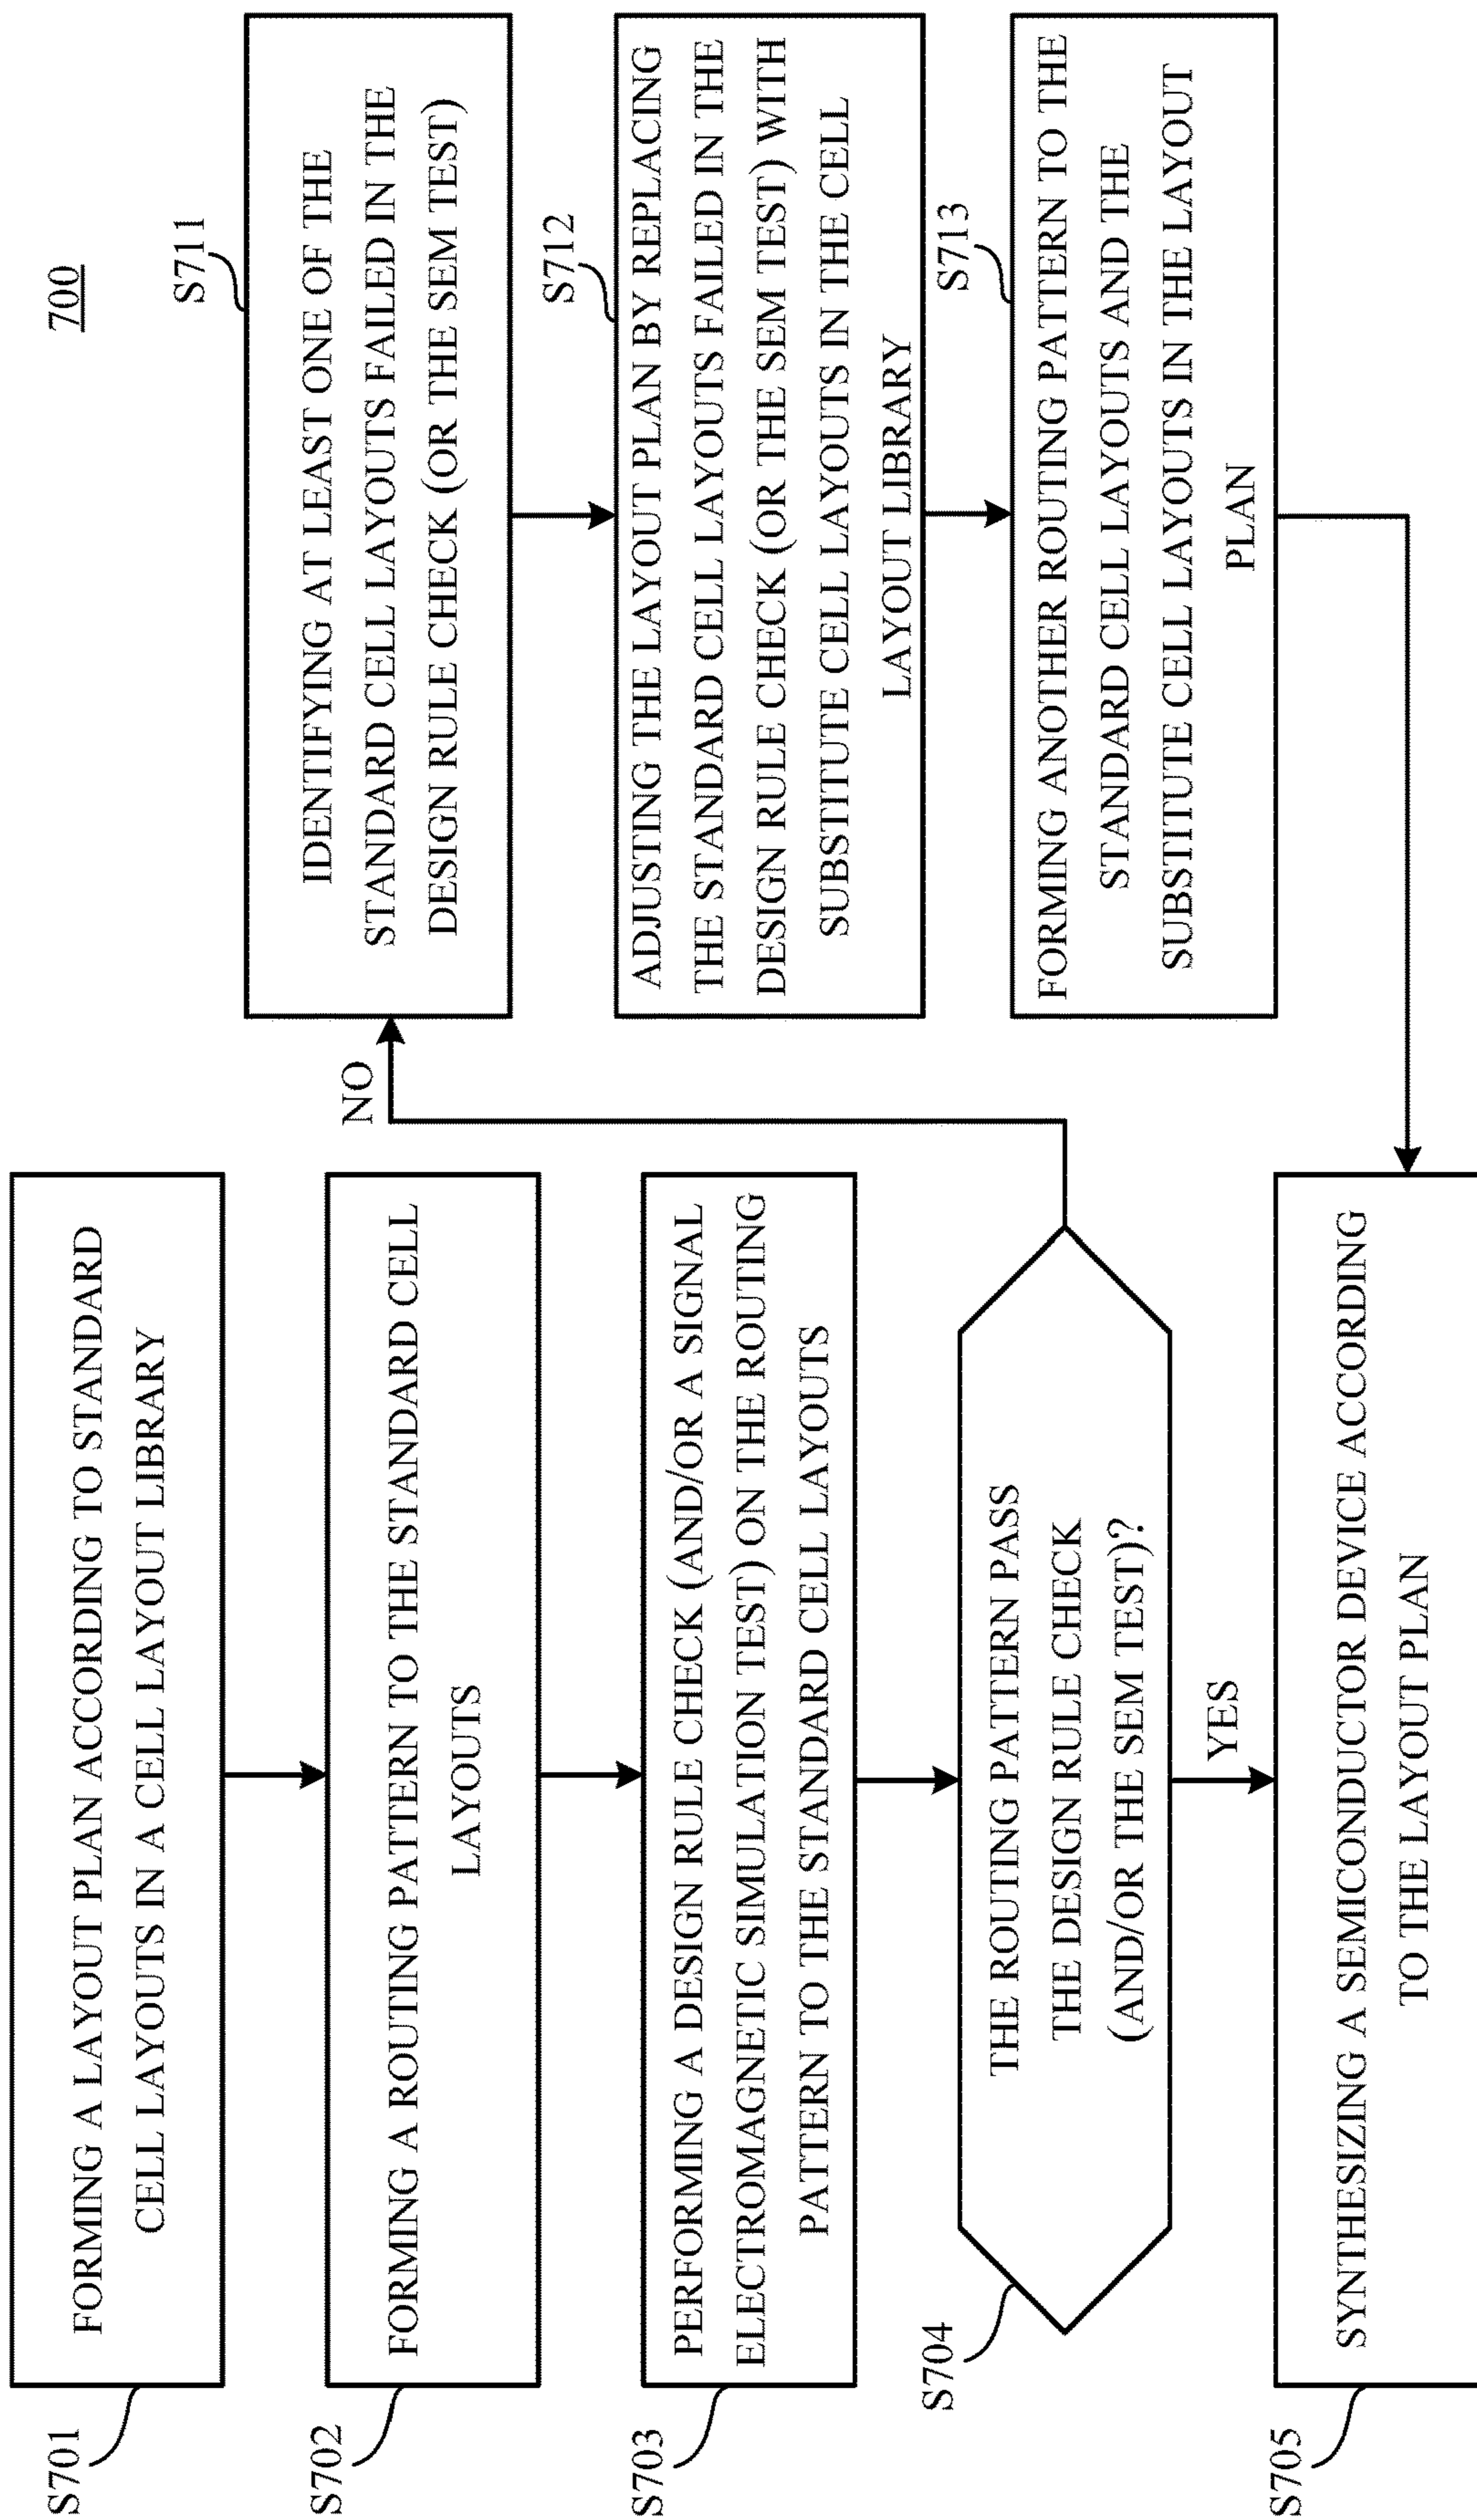 700
S701
FORMING A LAYOUT PLAN ACCORDING TO STANDARD
CELL LAYOUTS IN A CELL LAYOUT LIBRARY
S702
FORMING A ROUTING PATTERN TO THE STANDARD CELL
LAYOUTS
S703
PERFORMING A DESIGN RULE CHECK (AND/OR A SIGNAL
ELECTROMAGNETIC SIMULATION TEST) ON THE ROUTING
PATTERN TO THE STANDARD CELL LAYOUTS
S704
THE ROUTING PATTERN PASS
THE DESIGN RULE CHECK
(AND/OR THE SEM TEST)?
NO
YES
S705
SYNTHESIZING A SEMICONDUCTOR DEVICE ACCORDING
TO THE LAYOUT PLAN
S711
IDENTIFYING AT LEAST ONE OF THE
STANDARD CELL LAYOUTS FAILED IN THE
DESIGN RULE CHECK (OR THE SEM TEST)
S712
ADJUSTING THE LAYOUT PLAN BY REPLACING
THE STANDARD CELL LAYOUTS FAILED IN THE
DESIGN RULE CHECK (OR THE SEM TEST) WITH
SUBSTITUTE CELL LAYOUTS IN THE CELL
LAYOUT LIBRARY
S713
FORMING ANOTHER ROUTING PATTERN TO THE
STANDARD CELL LAYOUTS AND THE
SUBSTITUTE CELL LAYOUTS IN THE LAYOUT
PLAN